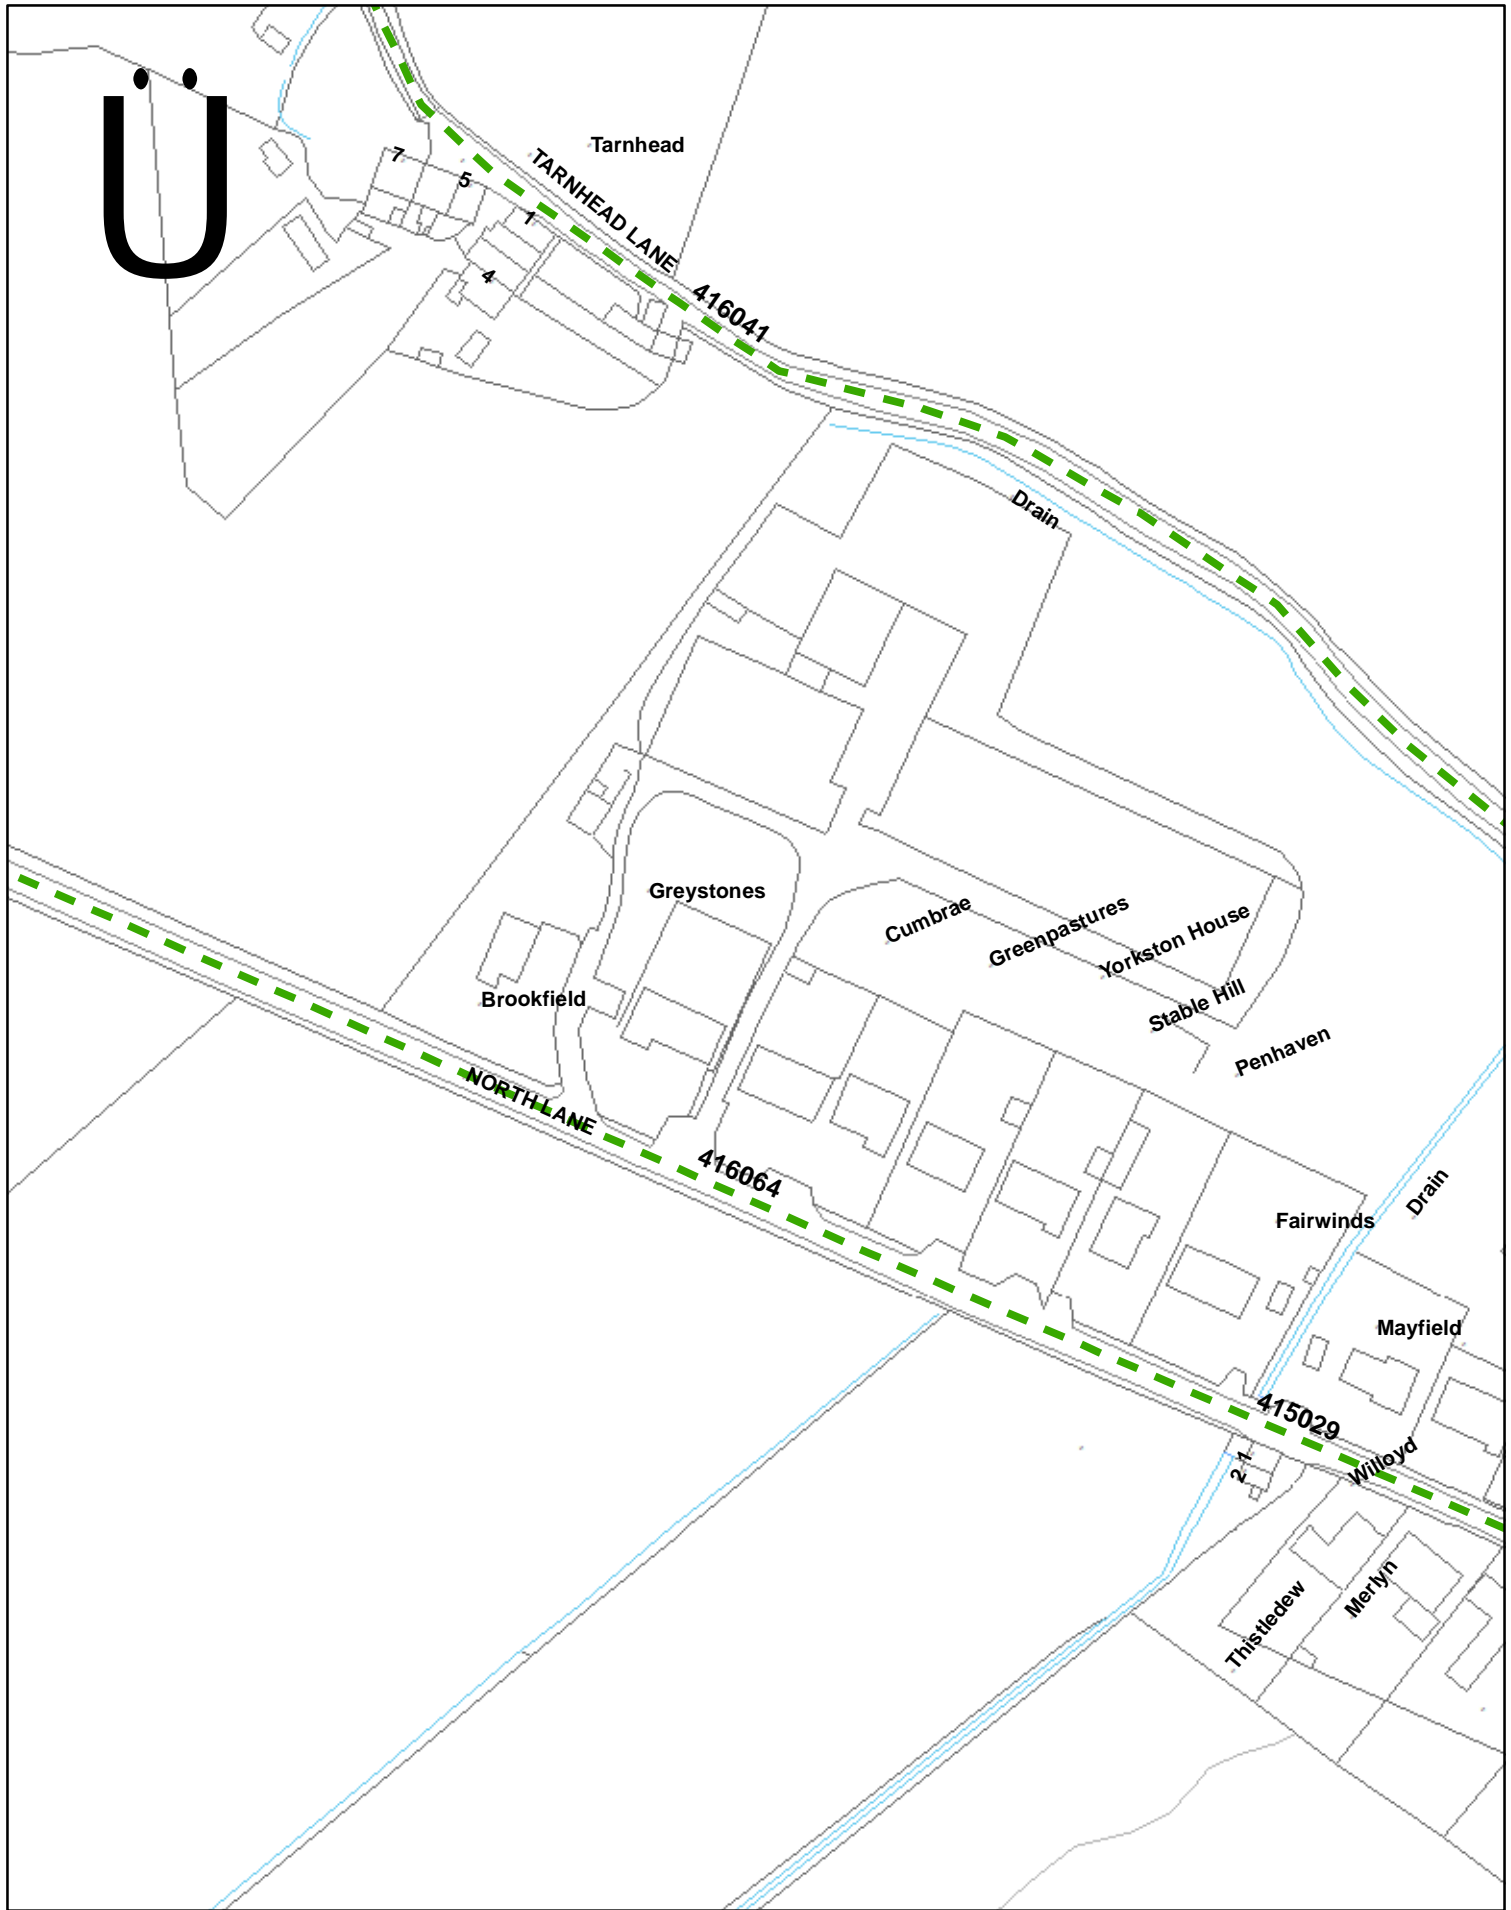 Ü
Tarnhead
TARNHEAD LANE
7
5
1
4
416041
Drain
Greystones
Cumbrae
Greenpastures
Yorkston House
Brookfield
Stable Hill
Penhaven
NORTH LANE
416064
Drain
Fairwinds
Mayfield
415029
Willoyd
2 1
Merlyn
Thistledew